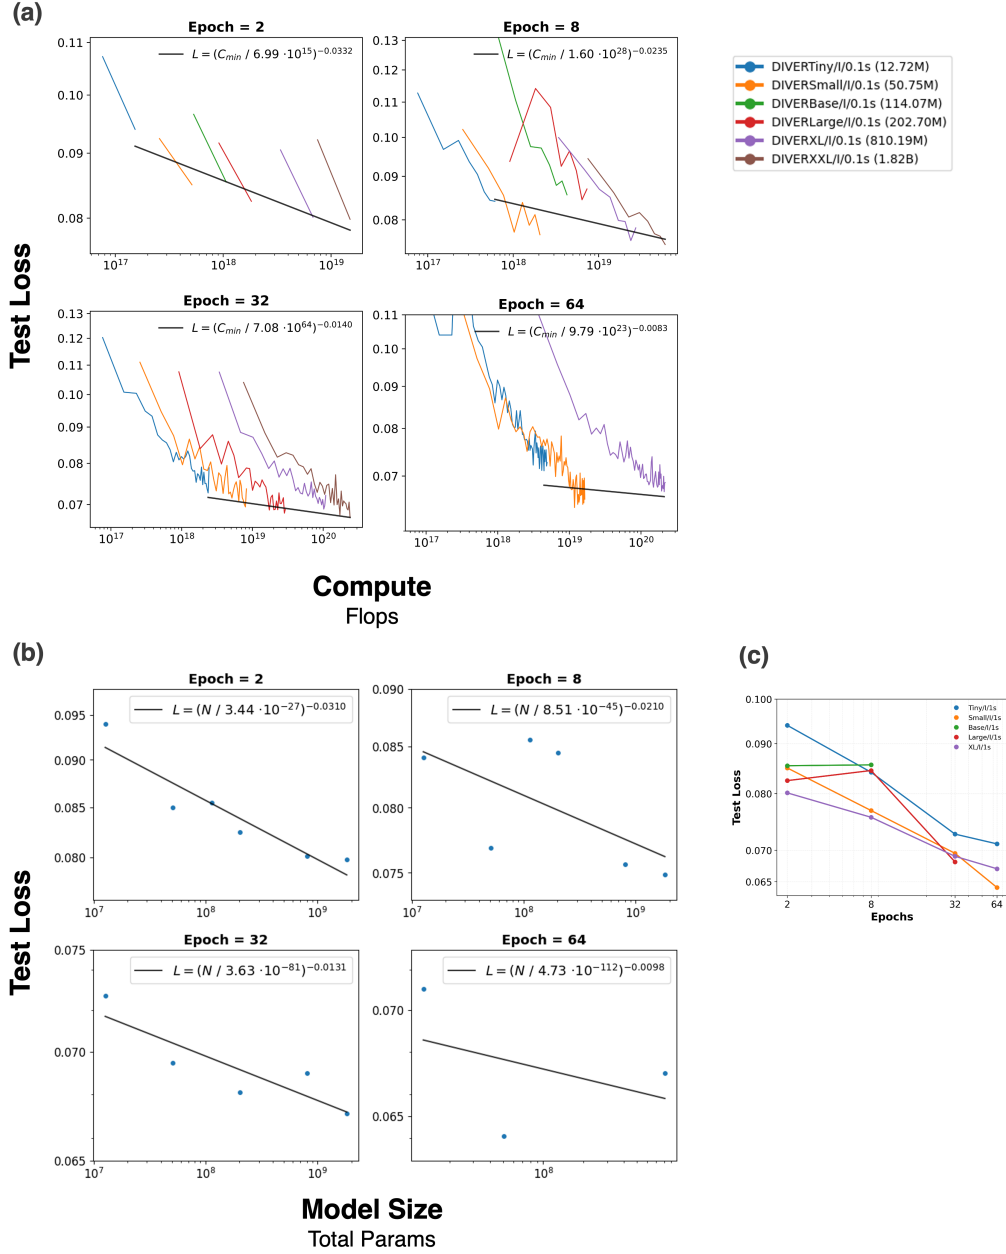 (a)
Epoch = 2
L = (C_min / 6.99 ·10^15)^−0.0332
0.11
0.10
0.09
0.08
10^17
10^18
10^19
Epoch = 8
L = (C_min / 1.60 ·10^28)^−0.0235
0.13
0.12
0.11
0.10
0.09
0.08
10^17
10^18
10^19
DIVERTiny/I/0.1s (12.72M)
DIVERSmall/I/0.1s (50.75M)
DIVERBase/I/0.1s (114.07M)
DIVERLarge/I/0.1s (202.70M)
DIVERXL/I/0.1s (810.19M)
DIVERXXL/I/0.1s (1.82B)
Test Loss
Epoch = 32
L = (C_min / 7.08 ·10^64)^−0.0140
0.13
0.12
0.11
0.10
0.09
0.08
0.07
10^17
10^18
10^19
10^20
Epoch = 64
L = (C_min / 9.79 ·10^23)^−0.0083
0.11
0.10
0.09
0.08
0.07
10^17
10^18
10^19
10^20
Compute
Flops
(b)
Epoch = 2
L = (N / 3.44 ·10^−27)^−0.0310
0.095
0.090
0.085
0.080
10^7
10^8
10^9
Epoch = 8
L = (N / 8.51 ·10^−45)^−0.0210
0.090
0.085
0.080
0.075
10^7
10^8
10^9
Test Loss
Epoch = 32
L = (N / 3.63 ·10^−81)^−0.0131
0.075
0.070
0.065
10^7
10^8
10^9
Epoch = 64
L = (N / 4.73 ·10^−112)^−0.0098
0.070
0.065
10^8
Model Size
Total Params
(c)
0.100
0.090
0.080
0.070
0.065
Test Loss
Tiny/I/1s
Small/I/1s
Base/I/1s
Large/I/1s
XL/I/1s
2
8
32
64
Epochs